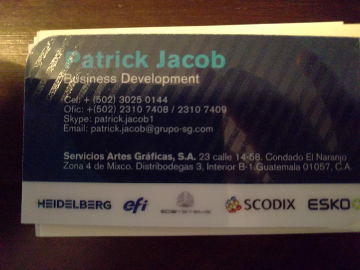 Patrick Jacob
Business Development
Cel: + (502) 3025 0144
Ofic: +(502) 2310 7408 / 2310 7409
Skype: patrick.jacob1
Email: patrick.jacob@grupo-sg.com
Servicios Artes Gráficas, S.A. 23 calle 14-58. Condado El Naranjo
Zona 4 de Mixco. Distribodegas 3, Interior B-1.Guatemala 01057, C.A.
HEIDELBERG efi SCODIX ESKO